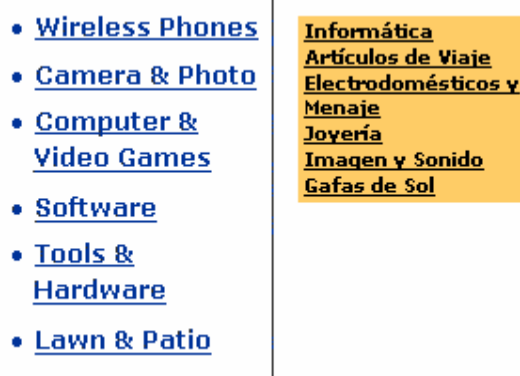 • Wireless Phones
• Camera & Photo
• Computer &
Video Games
• Software
• Tools &
Hardware
• Lawn & Patio
Informática
Artículos de Viaje
Electrodomésticos y
Menaje
Joyería
Imagen y Sonido
Gafas de Sol